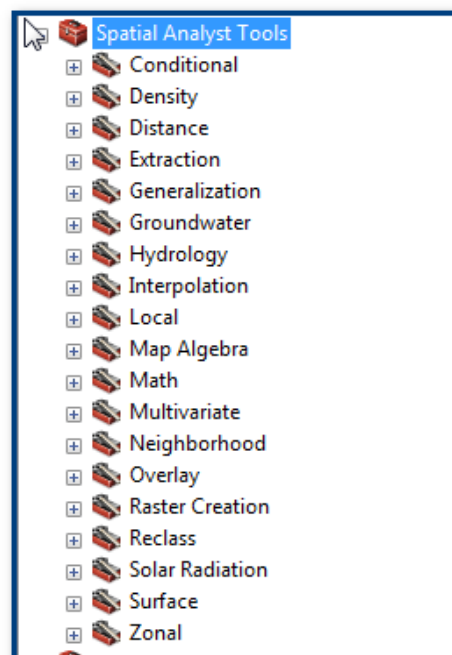 Spatial Analyst Tools
Conditional
Density
Distance
Extraction
Generalization
Groundwater
Hydrology
Interpolation
Local
Map Algebra
Math
Multivariate
Neighborhood
Overlay
Raster Creation
Reclass
Solar Radiation
Surface
Zonal